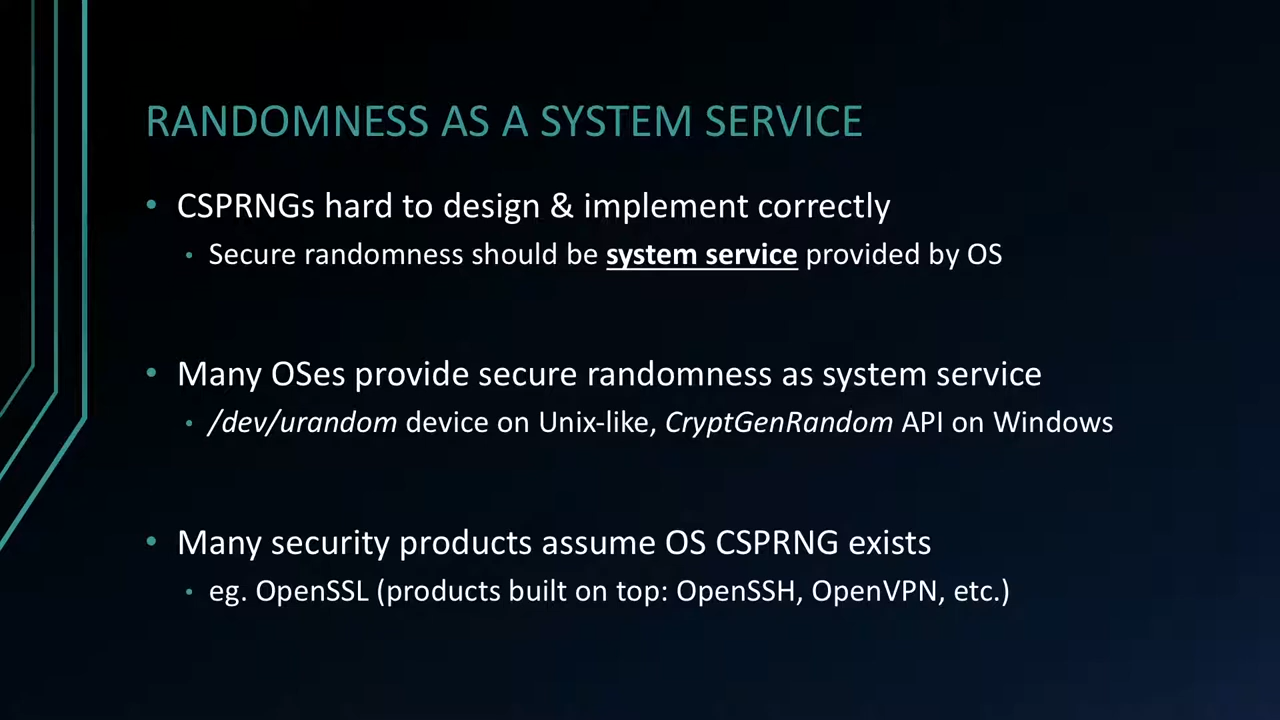 RANDOMNESS AS A SYSTEM SERVICE
• CSPRNGs hard to design & implement correctly
• Secure randomness should be system service provided by OS
• Many OSes provide secure randomness as system service
• /dev/urandom device on Unix-like, CryptGenRandom API on Windows
• Many security products assume OS CSPRNG exists
• eg. OpenSSL (products built on top: OpenSSH, OpenVPN, etc.)